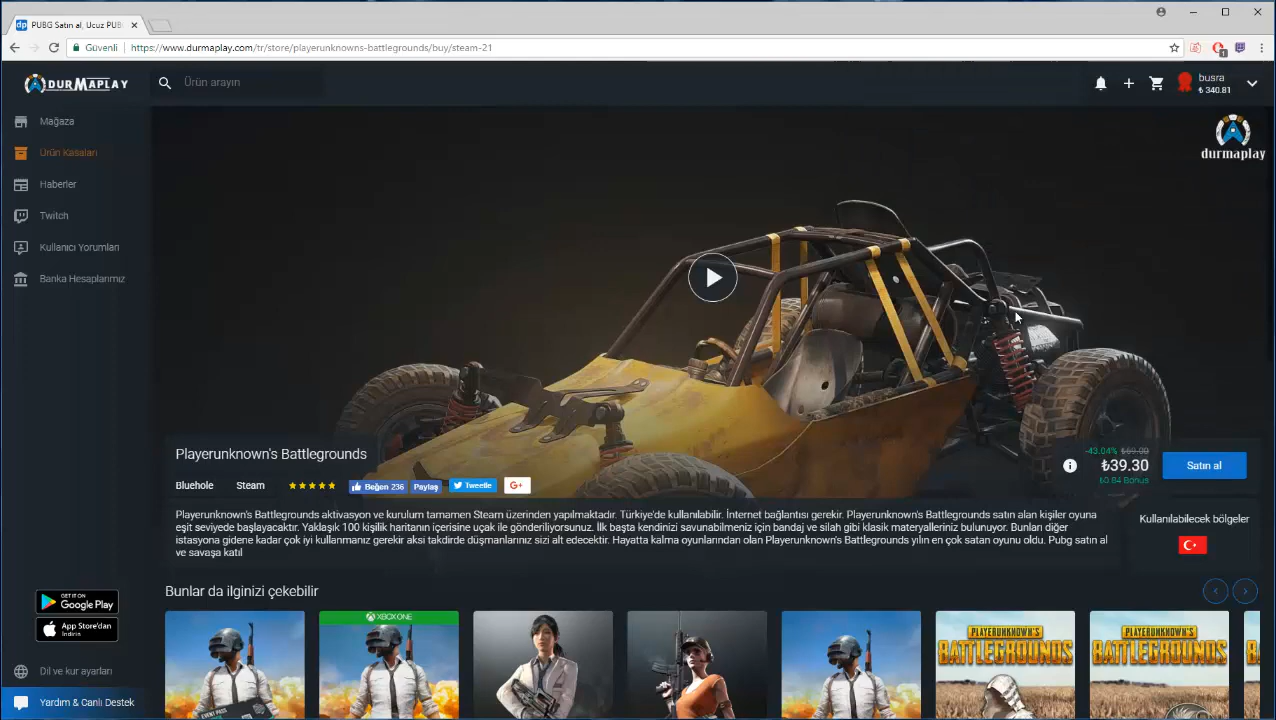 PUBG Satın al, Ucuz PUB
Güvenli
https://www.durmaplay.com/tr/store/playerunknowns-battlegrounds/buy/steam-21
DURMAPLAY
Ürün arayın
busra
₺ 340.81
Mağaza
Ürün Kasaları
Haberler
Twitch
Kullanıcı Yorumları
Banka Hesaplarımız
durmaplay
Playerunknown's Battlegrounds
-43.04% ₺69.00
₺39.30
₺0.84 Bonus
Satın al
Bluehole Steam Beğen 236 Paylaş Tweetle G+
Playerunknown's Battlegrounds aktivasyon ve kurulum tamamen Steam üzerinden yapılmaktadır. Türkiye'de kullanılabilir. İnternet bağlantısı gerekir. Playerunknown's Battlegrounds satın alan kişiler oyuna
eşit seviyede başlayacaktır. Yaklaşık 100 kişilik haritanın içerisine uçak ile gönderiliyorsunuz. İlk başta kendinizi savunabilmeniz için bandaj ve silah gibi klasik materyalleriniz bulunuyor. Bunları diğer
istasyona gidene kadar çok iyi kullanmanız gerekir aksi takdirde düşmanlarınız sizi alt edecektir. Hayatta kalma oyunlarından olan Playerunknown's Battlegrounds yılın en çok satan oyunu oldu. Pubg satın al
ve savaşa katıl
Kullanılabilecek bölgeler
Bunlar da ilginizi çekebilir
XBOX ONE
EVENT PASS
PLAYERUNKNOWN'S
BATTLEGROUNDS
PLAYERUNKNOWN'S
BATTLEGROUNDS
GET IT ON
Google Play
App Store'dan
İndirin
Dil ve kur ayarları
Yardım & Canlı Destek